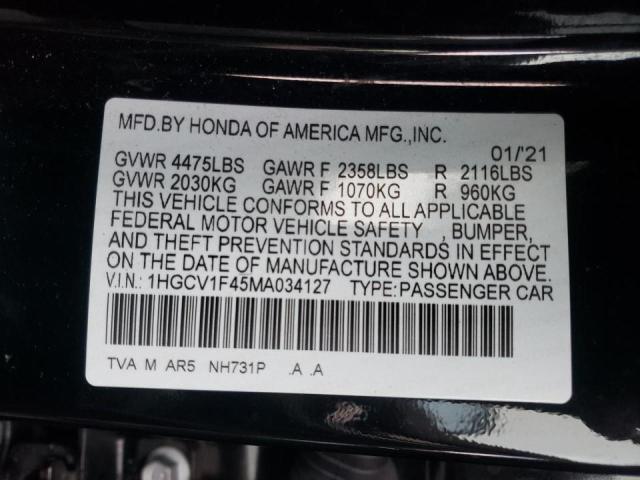 MFD.BY HONDA OF AMERICA MFG.,INC.
01/'21
GVWR 4475LBS GAWR F 2358LBS R 2116LBS
GVWR 2030KG GAWR F 1070KG R 960KG
THIS VEHICLE CONFORMS TO ALL APPLICABLE
FEDERAL MOTOR VEHICLE SAFETY , BUMPER,
AND THEFT PREVENTION STANDARDS IN EFFECT
ON THE DATE OF MANUFACTURE SHOWN ABOVE.
V.I.N.: 1HGCV1F45MA034127 TYPE:PASSENGER CAR
TVA M AR5 NH731P .A .A